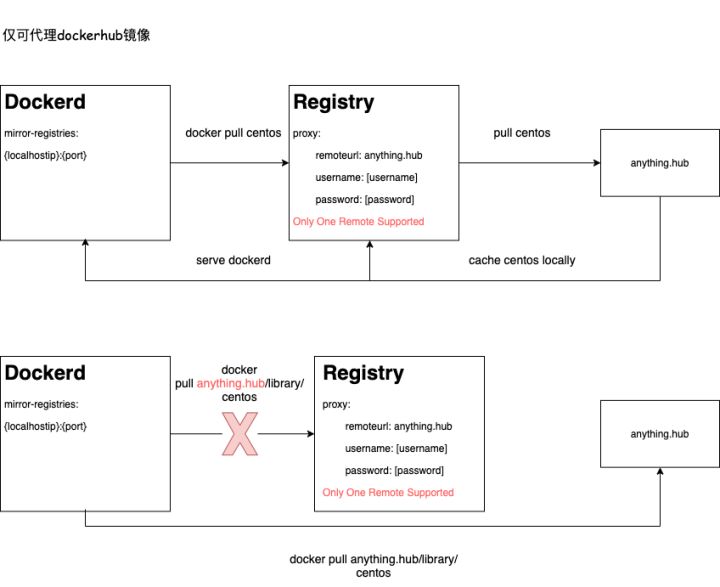 仅可代理dockerhub镜像
Dockerd
mirror-registries:
{localhostip}:{port}
docker pull centos
Registry
proxy:
remoteurl: anything.hub
username: [username]
password: [password]
Only One Remote Supported
pull centos
anything.hub
serve dockerd
cache centos locally
Dockerd
mirror-registries:
{localhostip}:{port}
docker
pull anything.hub/library/
centos
X
Registry
proxy:
remoteurl: anything.hub
username: [username]
password: [password]
Only One Remote Supported
anything.hub
docker pull anything.hub/library/
centos